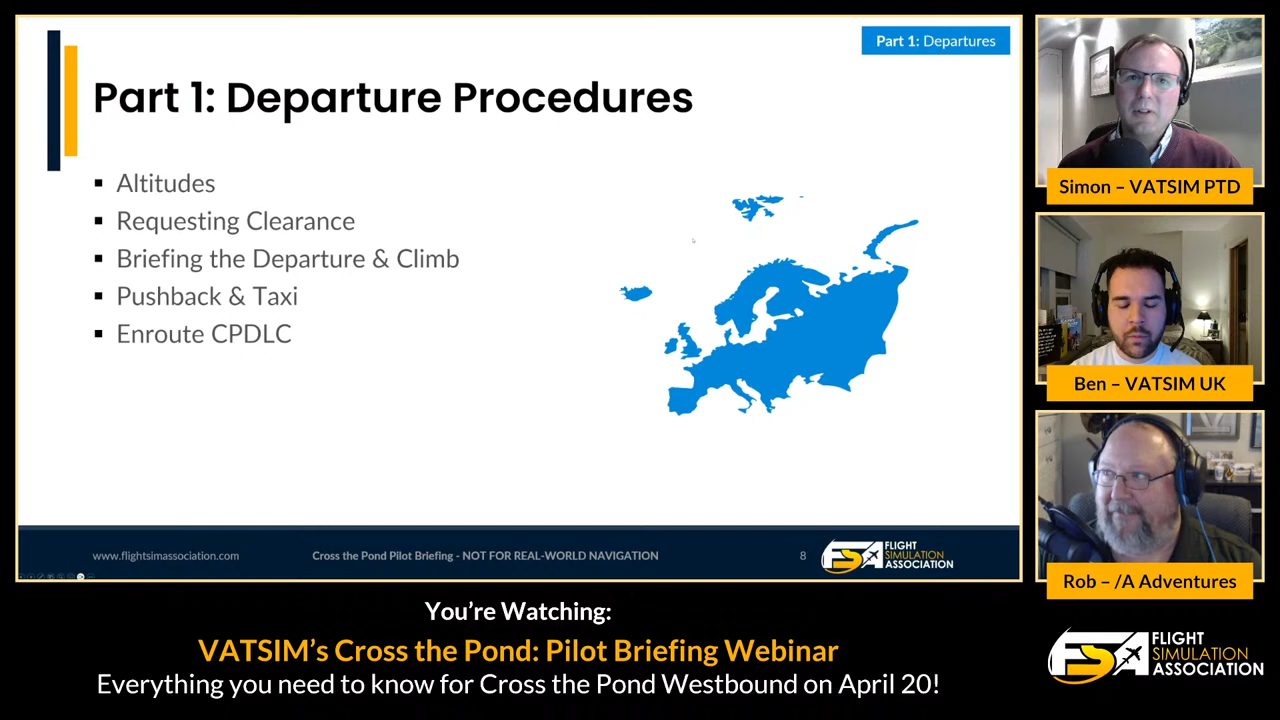 Part 1: Departures
Part 1: Departure Procedures
▪ Altitudes
▪ Requesting Clearance
▪ Briefing the Departure & Climb
▪ Pushback & Taxi
▪ Enroute CPDLC
www.flightsimassociation.com
Cross the Pond Pilot Briefing - NOT FOR REAL-WORLD NAVIGATION
8
FSA
FLIGHT
SIMULATION
ASSOCIATION
Simon – VATSIM PTD
Ben – VATSIM UK
Rob – /A Adventures
You’re Watching:
VATSIM’s Cross the Pond: Pilot Briefing Webinar
Everything you need to know for Cross the Pond Westbound on April 20!
FSA
FLIGHT
SIMULATION
ASSOCIATION